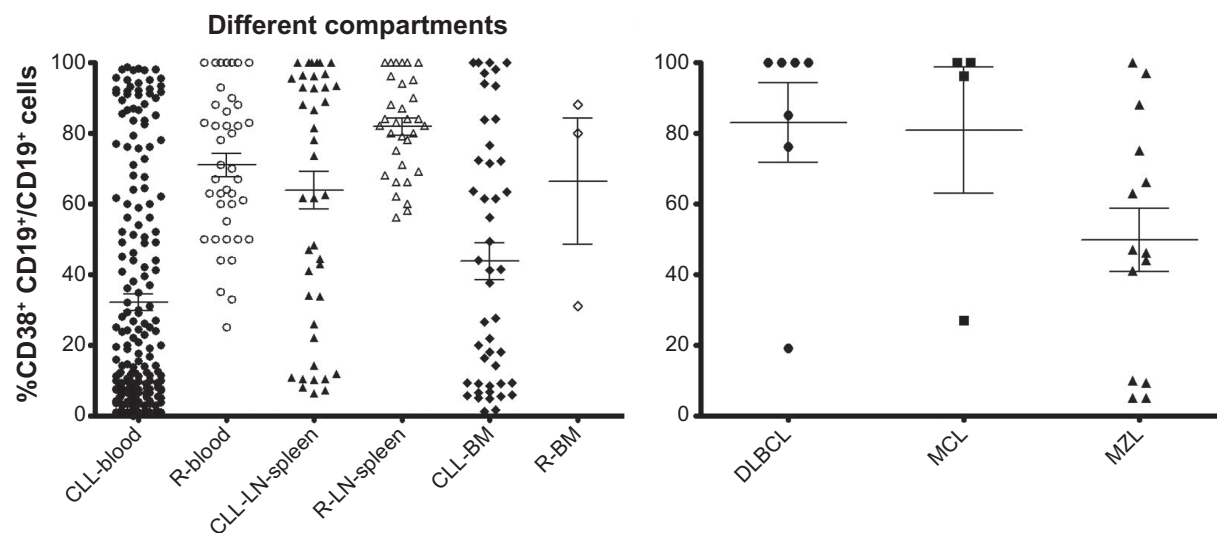 Different compartments
%CD38⁺ CD19⁺/CD19⁺ cells
100
80
60
40
20
0
CLL-blood
R-blood
CLL-LN-spleen
R-LN-spleen
CLL-BM
R-BM
100
80
60
40
20
0
DLBCL
MCL
MZL